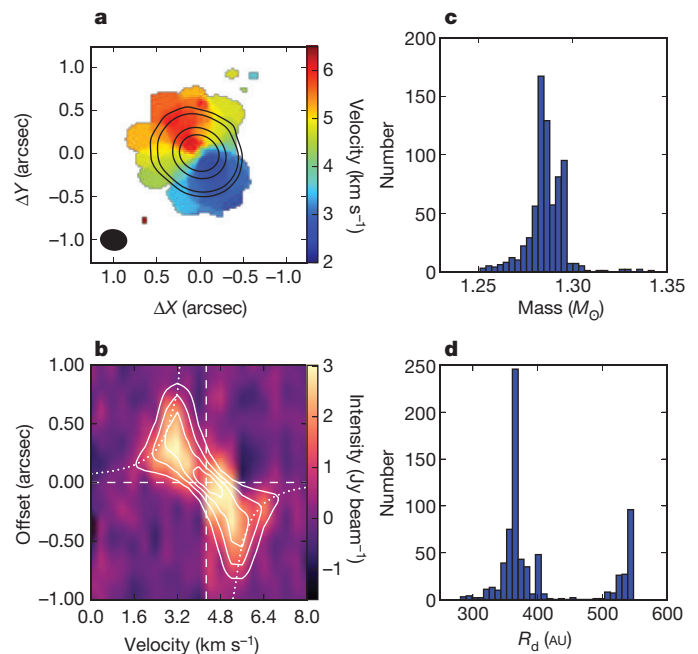 a
1.0
0.5
0.0
−0.5
−1.0
ΔY (arcsec)
1.0 0.5 0.0 −0.5 −1.0
ΔX (arcsec)
6
5
4
3
2
Velocity (km s−1)
c
200
150
100
50
0
Number
1.25 1.30 1.35
Mass (M⊙)
b
1.00
0.50
0.00
−0.50
−1.00
Offset (arcsec)
0.0 1.6 3.2 4.8 6.4 8.0
Velocity (km s−1)
3
2
1
0
−1
Intensity (Jy beam−1)
d
250
200
150
100
50
0
Number
300 400 500 600
Rd (AU)